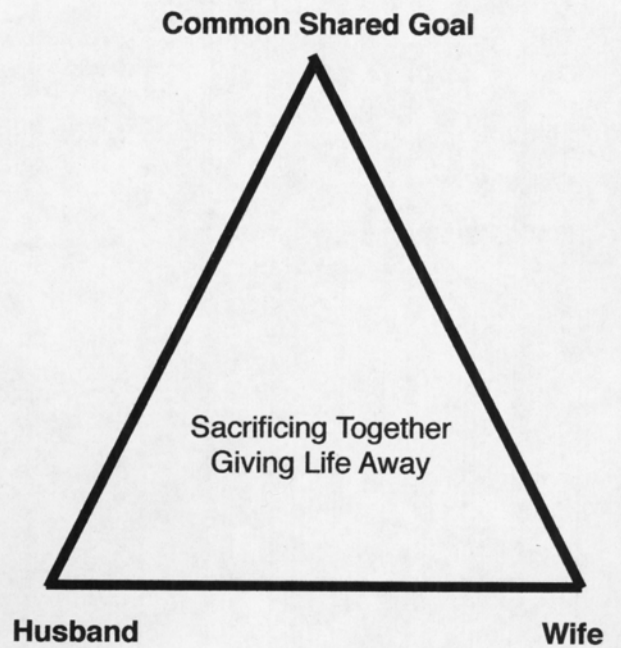 Common Shared Goal
Sacrificing Together
Giving Life Away
Husband
Wife